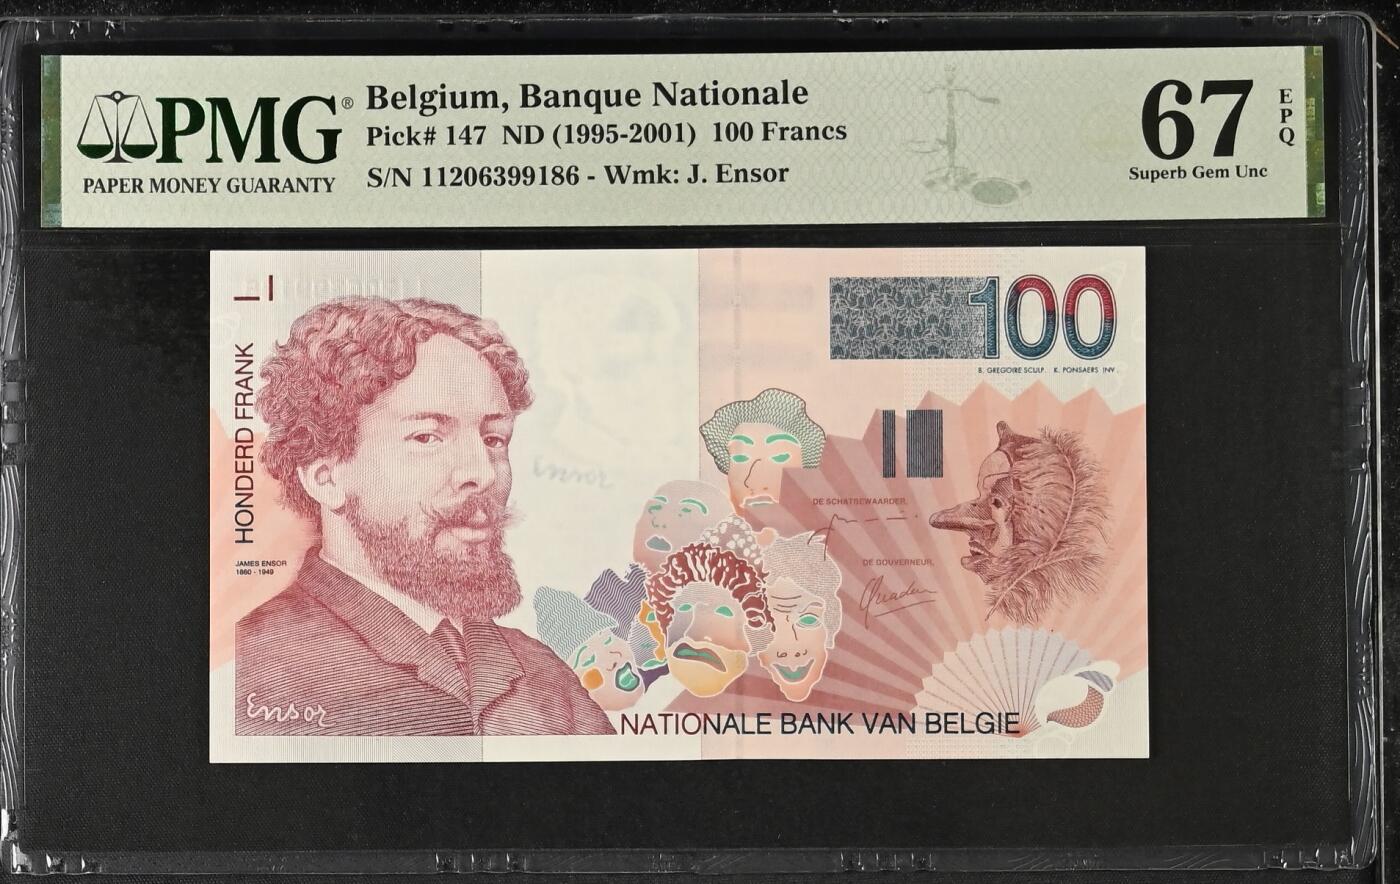 PMG®
PAPER MONEY GUARANTY
Belgium, Banque Nationale
Pick# 147 ND (1995-2001) 100 Francs
S/N 11206399186 - Wmk: J. Ensor
67
Superb Gem Unc
EPQ
100
B. GREGOIRE SCULP. K. PONSAERS INV.
HONDERD FRANK
JAMES ENSOR
1860 - 1949
Ensor
Ensor
DE SCHATBEWAARDER,
DE GOUVERNEUR,
Quaden
NATIONALE BANK VAN BELGIE